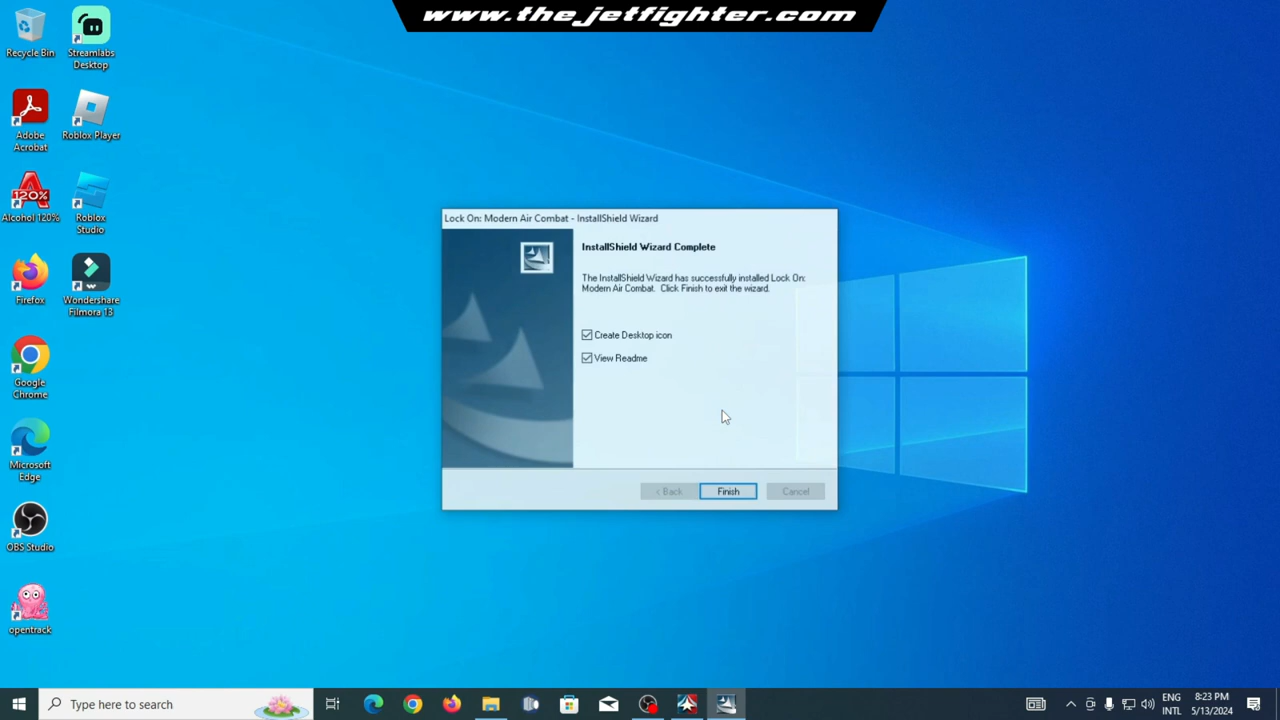 www.thejetfighter.com
Recycle Bin
Streamlabs
Desktop
Adobe
Acrobat
Roblox Player
120%
Alcohol 120%
Roblox
Studio
Firefox
Wondershare
Filmora 13
Google
Chrome
Microsoft
Edge
OBS Studio
opentrack
Lock On: Modern Air Combat - InstallShield Wizard
InstallShield Wizard Complete
The InstallShield Wizard has successfully installed Lock On:
Modern Air Combat. Click Finish to exit the wizard.
Create Desktop icon
View Readme
< Back
Finish
Cancel
Type here to search
ENG
INTL
8:23 PM
5/13/2024